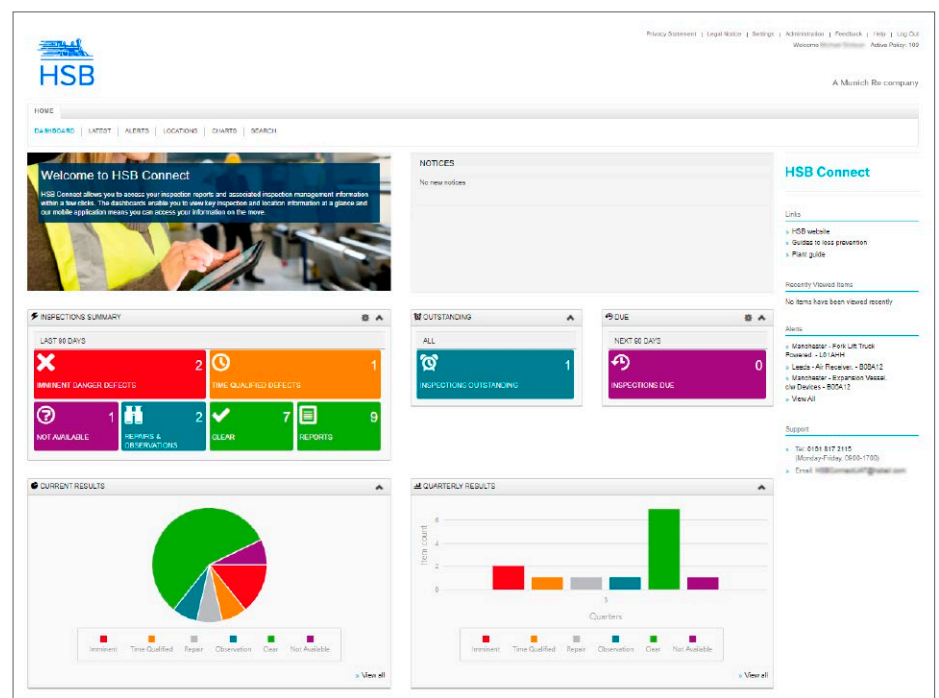 Privacy Statement | Legal Notice | Settings | Administration | Feedback | Help | Log Out
Welcome Active Policy: 109
HSB
A Munich Re company
HOME
DASHBOARD | LATEST | ALERTS | LOCATIONS | CHARTS | SEARCH
Welcome to HSB Connect
HSB Connect allows you to access your inspection reports and associated inspection management information
within a few clicks. The dashboards enable you to view key inspection and location information at a glance and
our mobile application means you can access your information on the move.
NOTICES
No new notices
HSB Connect
Links
» HSB website
» Guides to loss prevention
» Plant guide
Recently Viewed Items
No items have been viewed recently
Alerts
» Manchester - Fork Lift Truck
Powered. - L01AHH
» Leeds - Air Receiver. - B08A12
» Manchester - Expansion Vessel.
c/w Devices - B05A12
» View All
Support
» Tel: 0161 817 2115
(Monday-Friday, 0900-1700)
» Email:
INSPECTIONS SUMMARY
LAST 90 DAYS
2
IMMINENT DANGER DEFECTS
1
TIME QUALIFIED DEFECTS
1
NOT AVAILABLE
2
REPAIRS &
OBSERVATIONS
7
CLEAR
9
REPORTS
OUTSTANDING
ALL
1
INSPECTIONS OUTSTANDING
DUE
NEXT 90 DAYS
0
INSPECTIONS DUE
CURRENT RESULTS
Imminent Time Qualified Repair Observation Clear Not Available
» View all
QUARTERLY RESULTS
Item count
6
4
2
0
3
Quarters
Imminent Time Qualified Repair Observation Clear Not Available
» View all